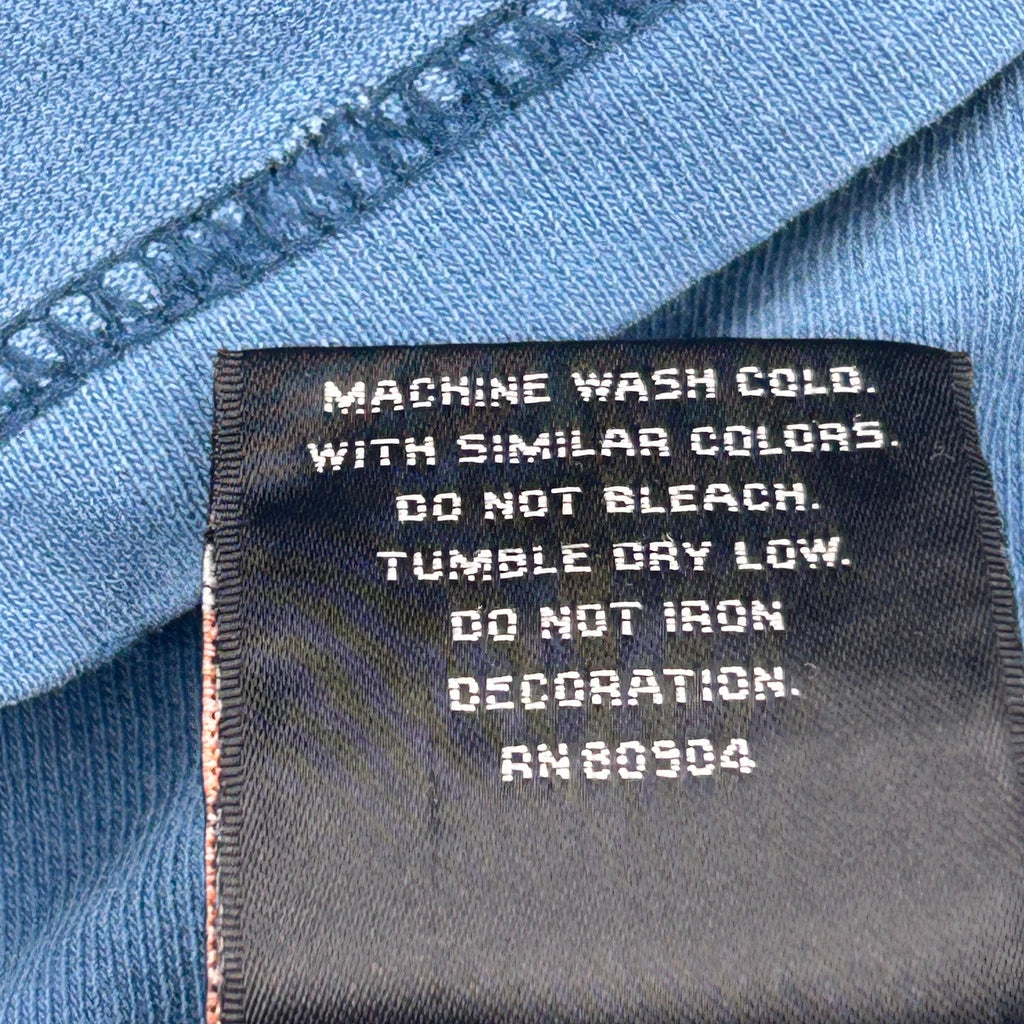 MACHINE WASH COLD.
WITH SIMILAR COLORS.
DO NOT BLEACH.
TUMBLE DRY LOW.
DO NOT IRON
DECORATION.
RN 80904